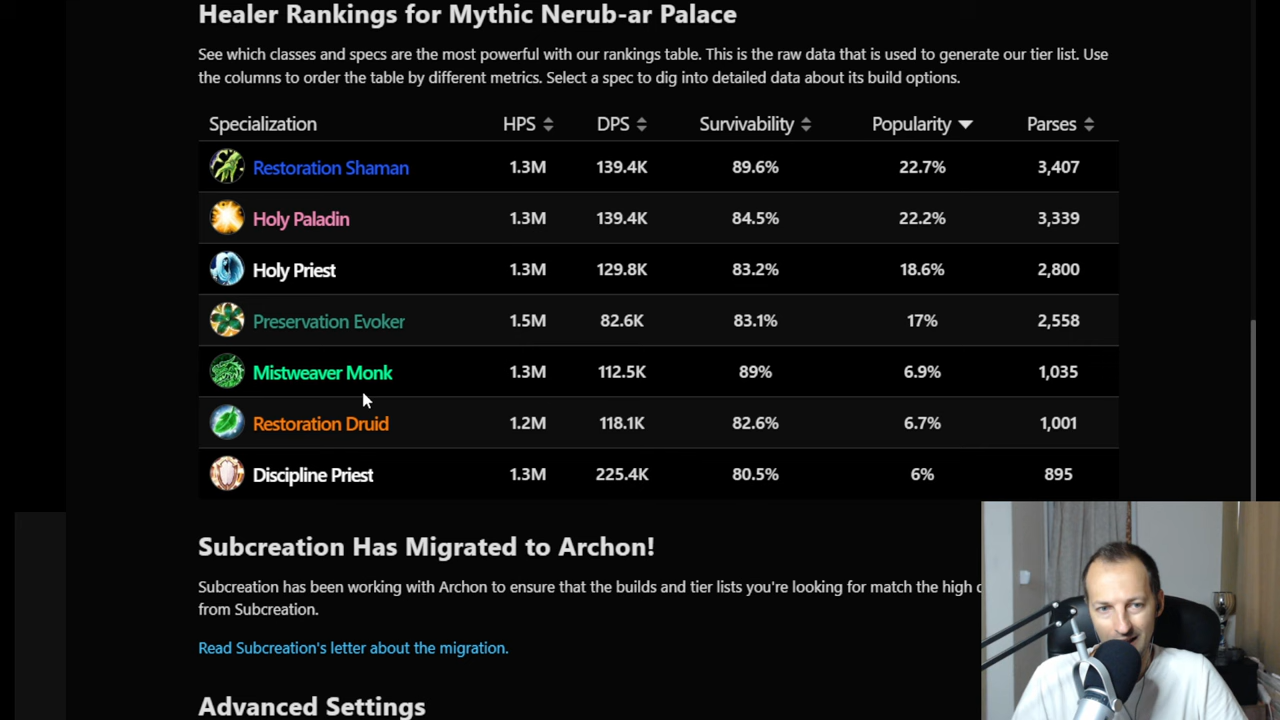 Healer Rankings for Mythic Nerub-ar Palace
See which classes and specs are the most powerful with our rankings table. This is the raw data that is used to generate our tier list. Use
the columns to order the table by different metrics. Select a spec to dig into detailed data about its build options.
Specialization HPS DPS Survivability Popularity Parses
Restoration Shaman 1.3M 139.4K 89.6% 22.7% 3,407
Holy Paladin 1.3M 139.4K 84.5% 22.2% 3,339
Holy Priest 1.3M 129.8K 83.2% 18.6% 2,800
Preservation Evoker 1.5M 82.6K 83.1% 17% 2,558
Mistweaver Monk 1.3M 112.5K 89% 6.9% 1,035
Restoration Druid 1.2M 118.1K 82.6% 6.7% 1,001
Discipline Priest 1.3M 225.4K 80.5% 6% 895
Subcreation Has Migrated to Archon!
Subcreation has been working with Archon to ensure that the builds and tier lists you're looking for match the high
from Subcreation.
Read Subcreation's letter about the migration.
Advanced Settings